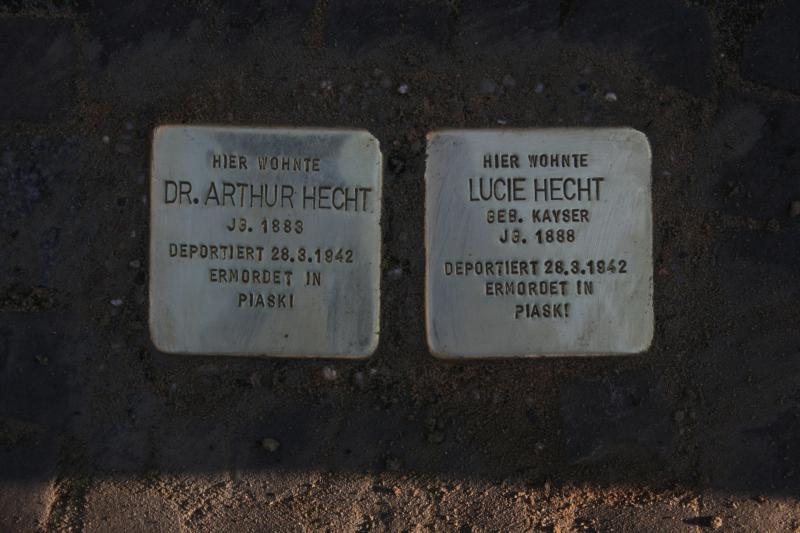 HIER WOHNTE
DR. ARTHUR HECHT
JG. 1883
DEPORTIERT 28.3.1942
ERMORDET IN
PIASKI
HIER WOHNTE
LUCIE HECHT
GEB. KAYSER
JG. 1888
DEPORTIERT 28.3.1942
ERMORDET IN
PIASKI